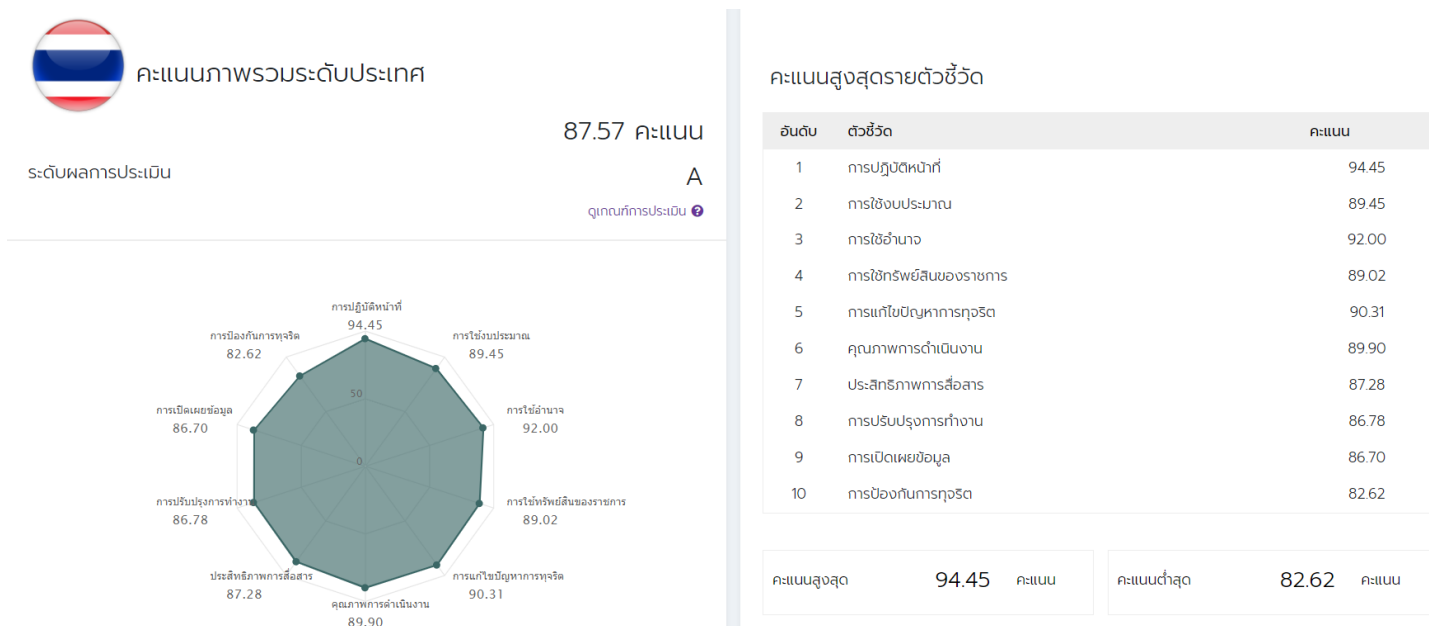 คะแนนภาพรวมระดับประเทศ
87.57 คะแนน
ระดับผลการประเมิน
A
ดูเกณฑ์การประเมิน
การปฏิบัติหน้าที่
94.45
การป้องกันการทุจริต
82.62
การใช้งบประมาณ
89.45
50
การเปิดเผยข้อมูล
86.70
การใช้อำนาจ
92.00
0
การปรับปรุงการทำงาน
86.78
การใช้ทรัพย์สินของราชการ
89.02
ประสิทธิภาพการสื่อสาร
87.28
การแก้ไขปัญหาการทุจริต
90.31
คุณภาพการดำเนินงาน
89.90
คะแนนสูงสุดรายตัวชี้วัด
อันดับ ตัวชี้วัด คะแนน
1 การปฏิบัติหน้าที่ 94.45
2 การใช้งบประมาณ 89.45
3 การใช้อำนาจ 92.00
4 การใช้ทรัพย์สินของราชการ 89.02
5 การแก้ไขปัญหาการทุจริต 90.31
6 คุณภาพการดำเนินงาน 89.90
7 ประสิทธิภาพการสื่อสาร 87.28
8 การปรับปรุงการทำงาน 86.78
9 การเปิดเผยข้อมูล 86.70
10 การป้องกันการทุจริต 82.62
คะแนนสูงสุด 94.45 คะแนน
คะแนนต่ำสุด 82.62 คะแนน